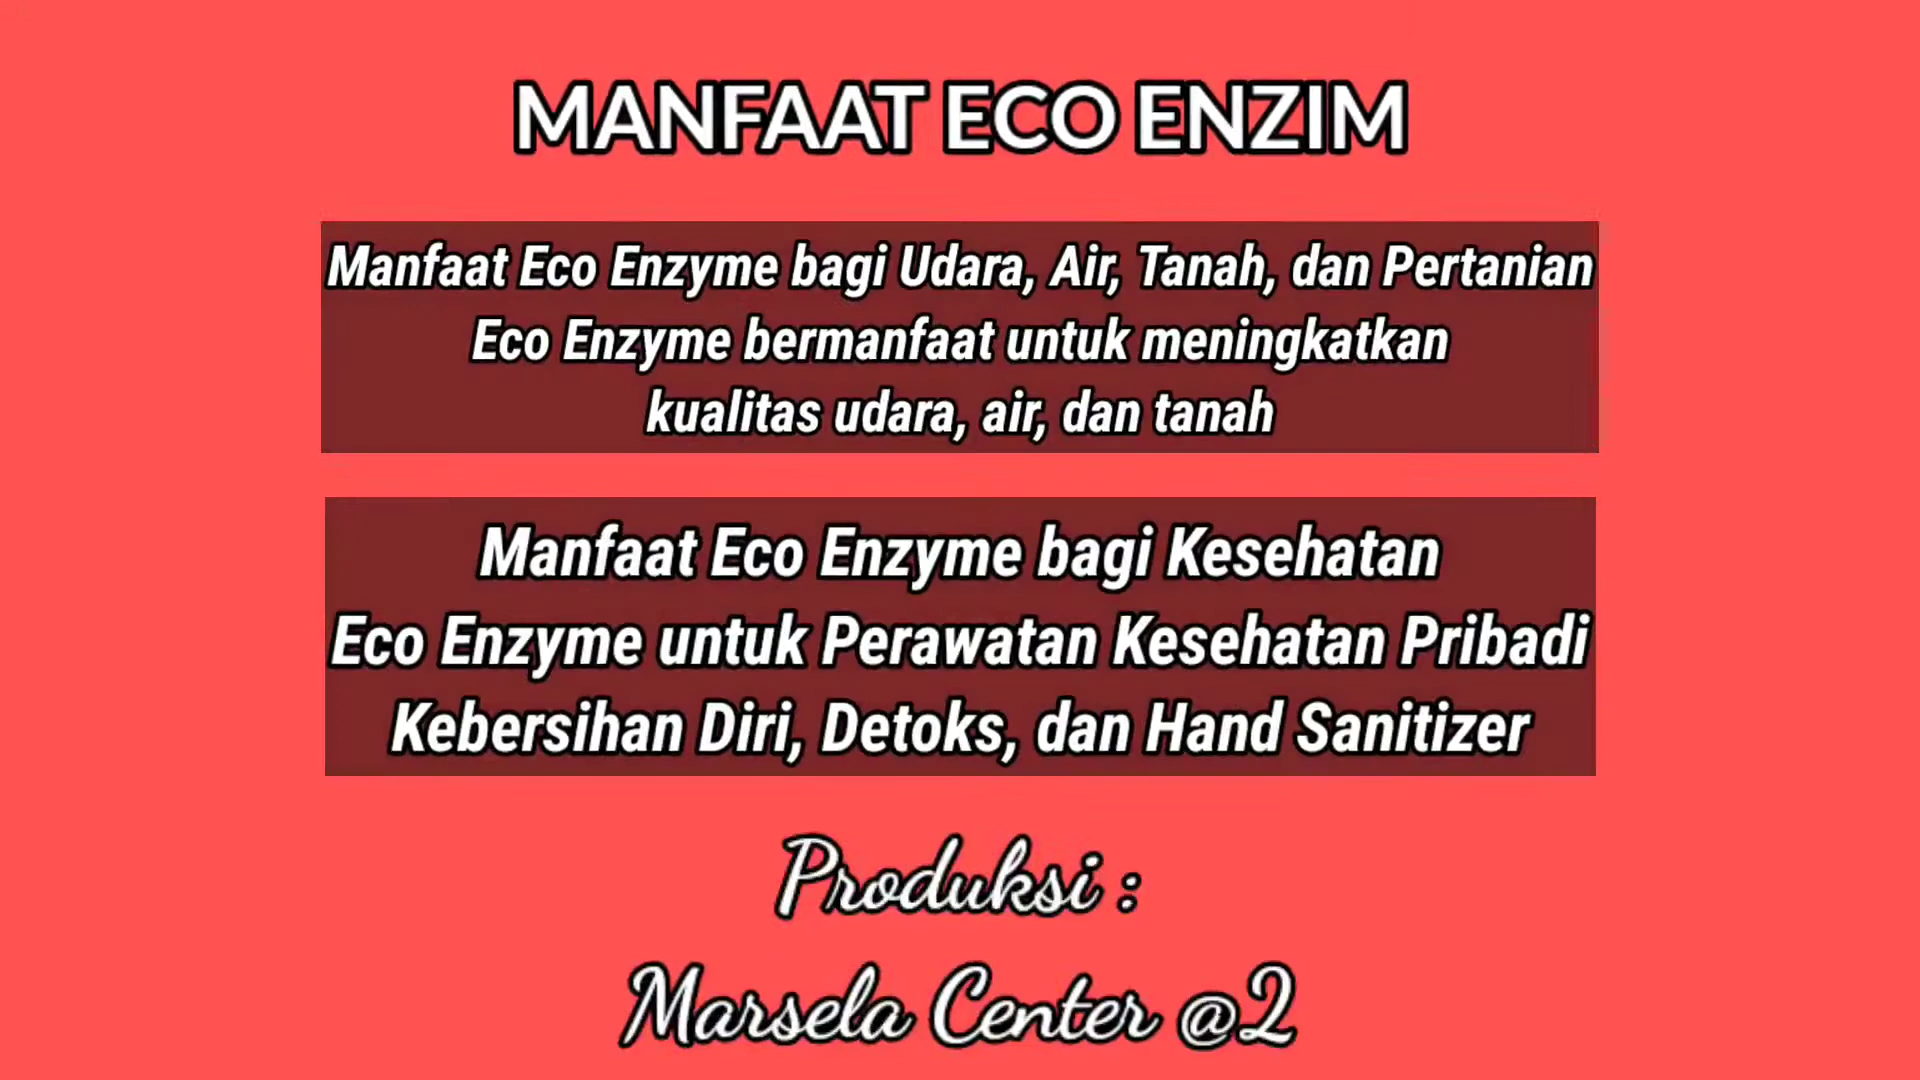 MANFAAT ECO ENZIM
Manfaat Eco Enzyme bagi Udara, Air, Tanah, dan Pertanian
Eco Enzyme bermanfaat untuk meningkatkan
kualitas udara, air, dan tanah
Manfaat Eco Enzyme bagi Kesehatan
Eco Enzyme untuk Perawatan Kesehatan Pribadi
Kebersihan Diri, Detoks, dan Hand Sanitizer
Produksi :
Marsela Center @2